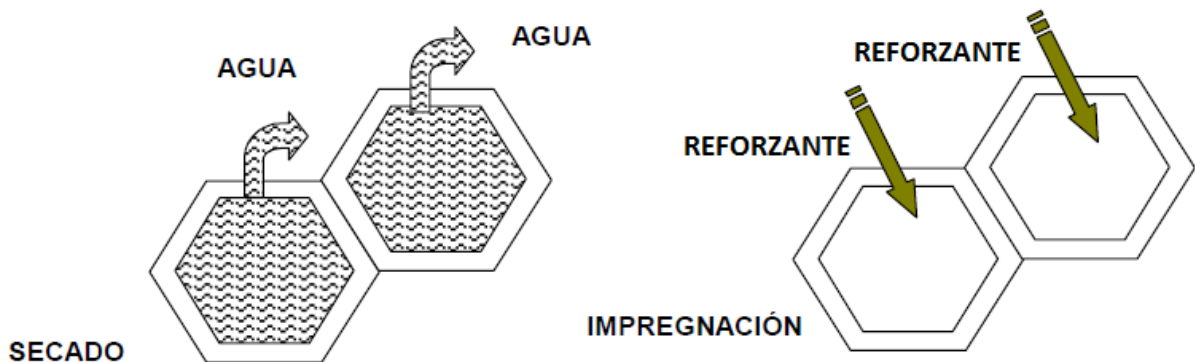 AGUA
AGUA
SECADO
REFORZANTE
REFORZANTE
IMPREGNACIÓN